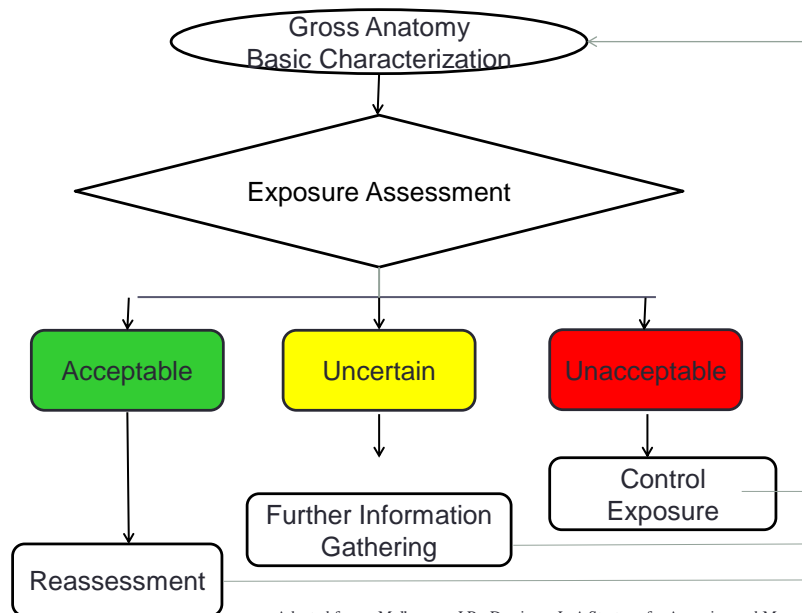 Gross Anatomy
Basic Characterization
Exposure Assessment
Acceptable
Uncertain
Unacceptable
Control
Exposure
Further Information
Gathering
Reassessment